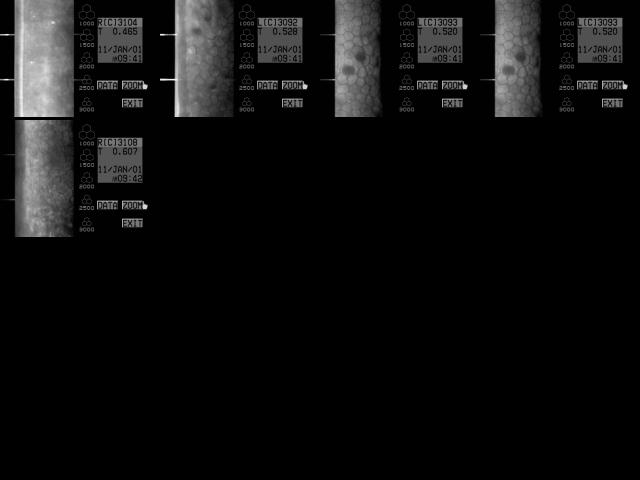 R[C]3104
1000
T 0.465
1500
11/JAN/01
2000
㏂09:41
2500
DATA ZOOM
3000
EXIT
L[C]3092
1000
T 0.528
1500
11/JAN/01
2000
㏂09:41
2500
DATA ZOOM
3000
EXIT
L[C]3093
1000
T 0.520
1500
11/JAN/01
2000
㏂09:41
2500
DATA ZOOM
3000
EXIT
L[C]3093
1000
T 0.520
1500
11/JAN/01
2000
㏂09:41
2500
DATA ZOOM
3000
EXIT
R[C]3108
1000
T 0.607
1500
11/JAN/01
2000
㏂09:42
2500
DATA ZOOM
3000
EXIT